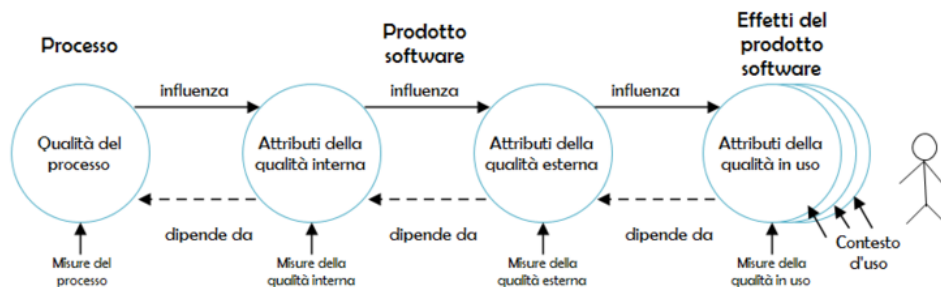 Processo
Prodotto
software
Effetti del
prodotto
software
influenza
influenza
influenza
Qualità del
processo
Attributi della
qualità interna
Attributi della
qualità esterna
Attributi della
qualità in uso
dipende da
dipende da
dipende da
Misure del
processo
Misure della
qualità interna
Misure della
qualità esterna
Misure della
qualità in uso
Contesto
d'uso